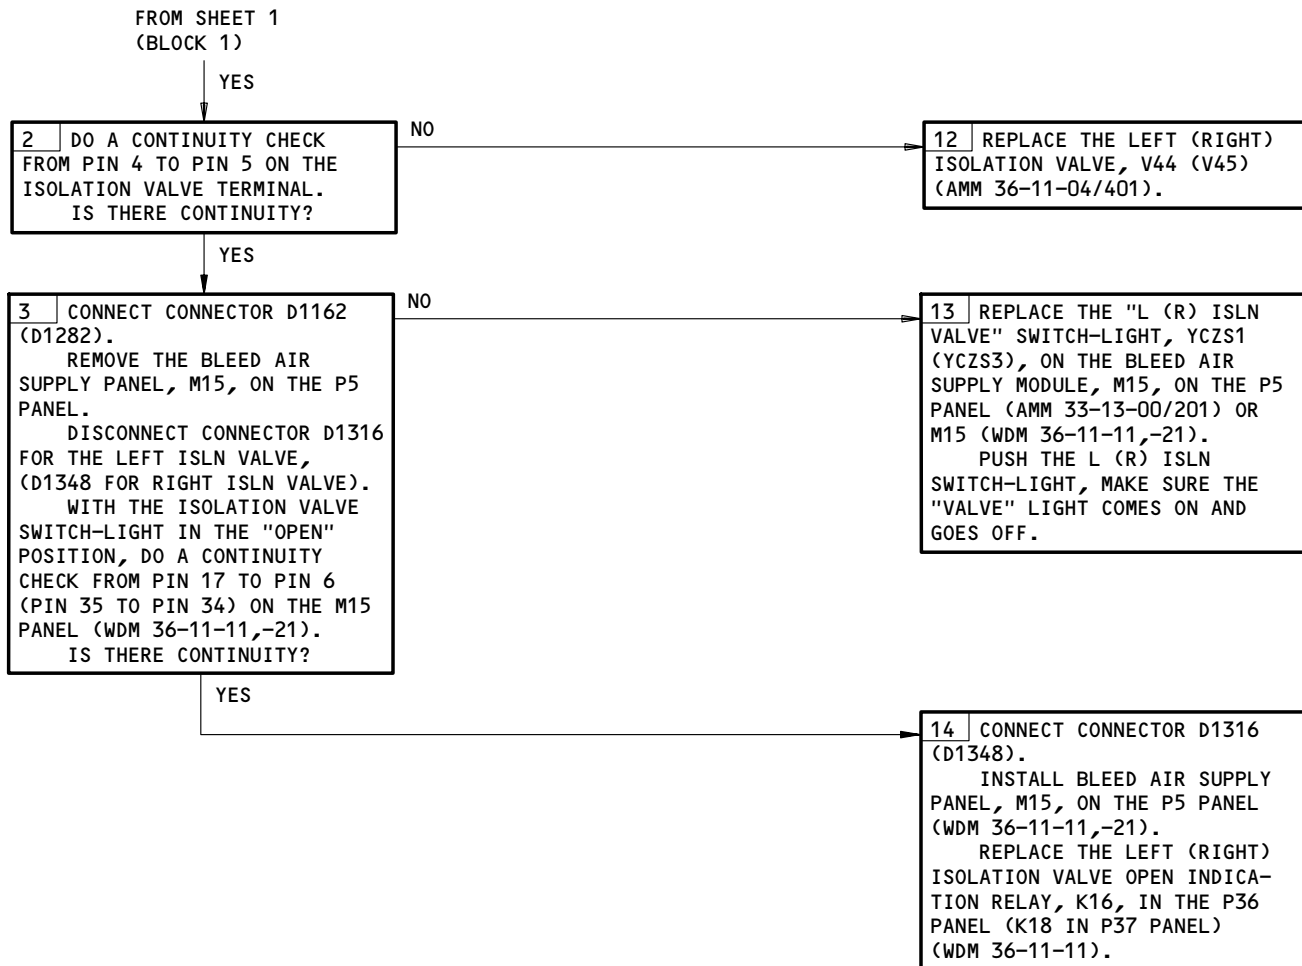 FROM SHEET 1
(BLOCK 1)
YES
2 DO A CONTINUITY CHECK
FROM PIN 4 TO PIN 5 ON THE
ISOLATION VALVE TERMINAL.
IS THERE CONTINUITY?
NO
12 REPLACE THE LEFT (RIGHT)
ISOLATION VALVE, V44 (V45)
(AMM 36-11-04/401).
YES
3 CONNECT CONNECTOR D1162
(D1282).
REMOVE THE BLEED AIR
SUPPLY PANEL, M15, ON THE P5
PANEL.
DISCONNECT CONNECTOR D1316
FOR THE LEFT ISLN VALVE,
(D1348 FOR RIGHT ISLN VALVE).
WITH THE ISOLATION VALVE
SWITCH-LIGHT IN THE "OPEN"
POSITION, DO A CONTINUITY
CHECK FROM PIN 17 TO PIN 6
(PIN 35 TO PIN 34) ON THE M15
PANEL (WDM 36-11-11,-21).
IS THERE CONTINUITY?
NO
13 REPLACE THE "L (R) ISLN
VALVE" SWITCH-LIGHT, YCZS1
(YCZS3), ON THE BLEED AIR
SUPPLY MODULE, M15, ON THE P5
PANEL (AMM 33-13-00/201) OR
M15 (WDM 36-11-11,-21).
PUSH THE L (R) ISLN
SWITCH-LIGHT, MAKE SURE THE
"VALVE" LIGHT COMES ON AND
GOES OFF.
YES
14 CONNECT CONNECTOR D1316
(D1348).
INSTALL BLEED AIR SUPPLY
PANEL, M15, ON THE P5 PANEL
(WDM 36-11-11,-21).
REPLACE THE LEFT (RIGHT)
ISOLATION VALVE OPEN INDICA-
TION RELAY, K16, IN THE P36
PANEL (K18 IN P37 PANEL)
(WDM 36-11-11).